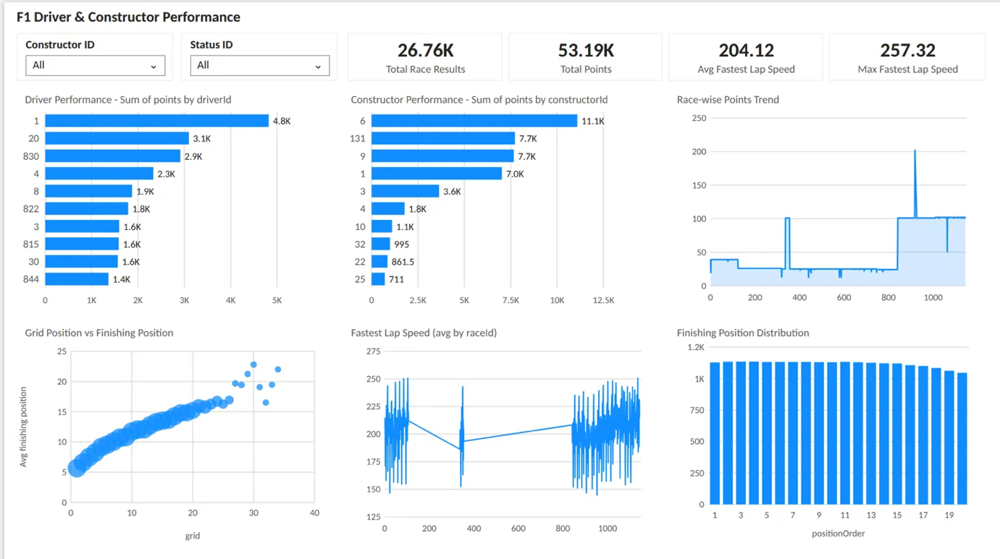 F1 Driver & Constructor Performance
Constructor ID
All
Status ID
All
26.76K
Total Race Results
53.19K
Total Points
204.12
Avg Fastest Lap Speed
257.32
Max Fastest Lap Speed
Driver Performance - Sum of points by driverId
1 4.8K
20 3.1K
830 2.9K
4 2.3K
8 1.9K
822 1.8K
3 1.6K
815 1.6K
30 1.6K
844 1.4K
0 1K 2K 3K 4K 5K
Constructor Performance - Sum of points by constructorId
6 11.1K
131 7.7K
9 7.7K
1 7.0K
3 3.6K
4 1.8K
10 1.1K
32 995
22 861.5
25 711
0 2.5K 5K 7.5K 10K 12.5K
Race-wise Points Trend
250
200
150
100
50
0
0 200 400 600 800 1000
Grid Position vs Finishing Position
Avg finishing position
25
20
15
10
5
0
0 10 20 30 40
grid
Fastest Lap Speed (avg by raceId)
275
250
225
200
175
150
125
0 200 400 600 800 1000
Finishing Position Distribution
1.2K
1K
750
500
250
0
1 3 5 7 9 11 13 15 17 19
positionOrder